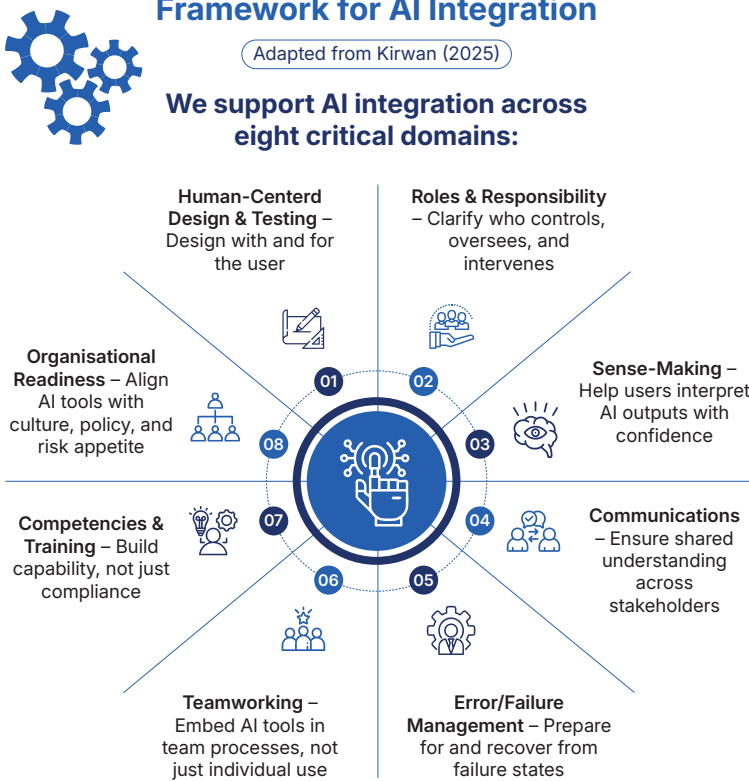 Framework for AI Integration
Adapted from Kirwan (2025)
We support AI integration across
eight critical domains:
Human-Centerd
Design & Testing –
Design with and for
the user
01
Roles & Responsibility
– Clarify who controls,
oversees, and
intervenes
02
Sense-Making –
Help users interpret
AI outputs with
confidence
03
Communications
– Ensure shared
understanding
across
stakeholders
04
Error/Failure
Management – Prepare
for and recover from
failure states
05
Teamworking –
Embed AI tools in
team processes, not
just individual use
06
Competencies &
Training – Build
capability, not just
compliance
07
Organisational
Readiness – Align
AI tools with
culture, policy, and
risk appetite
08